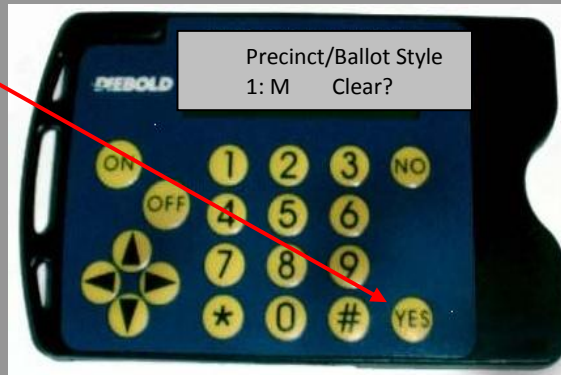 Precinct/Ballot Style
1: M Clear?
DIEBOLD
ON 1 2 3 NO
OFF 4 5 6
7 8 9
* 0 # YES